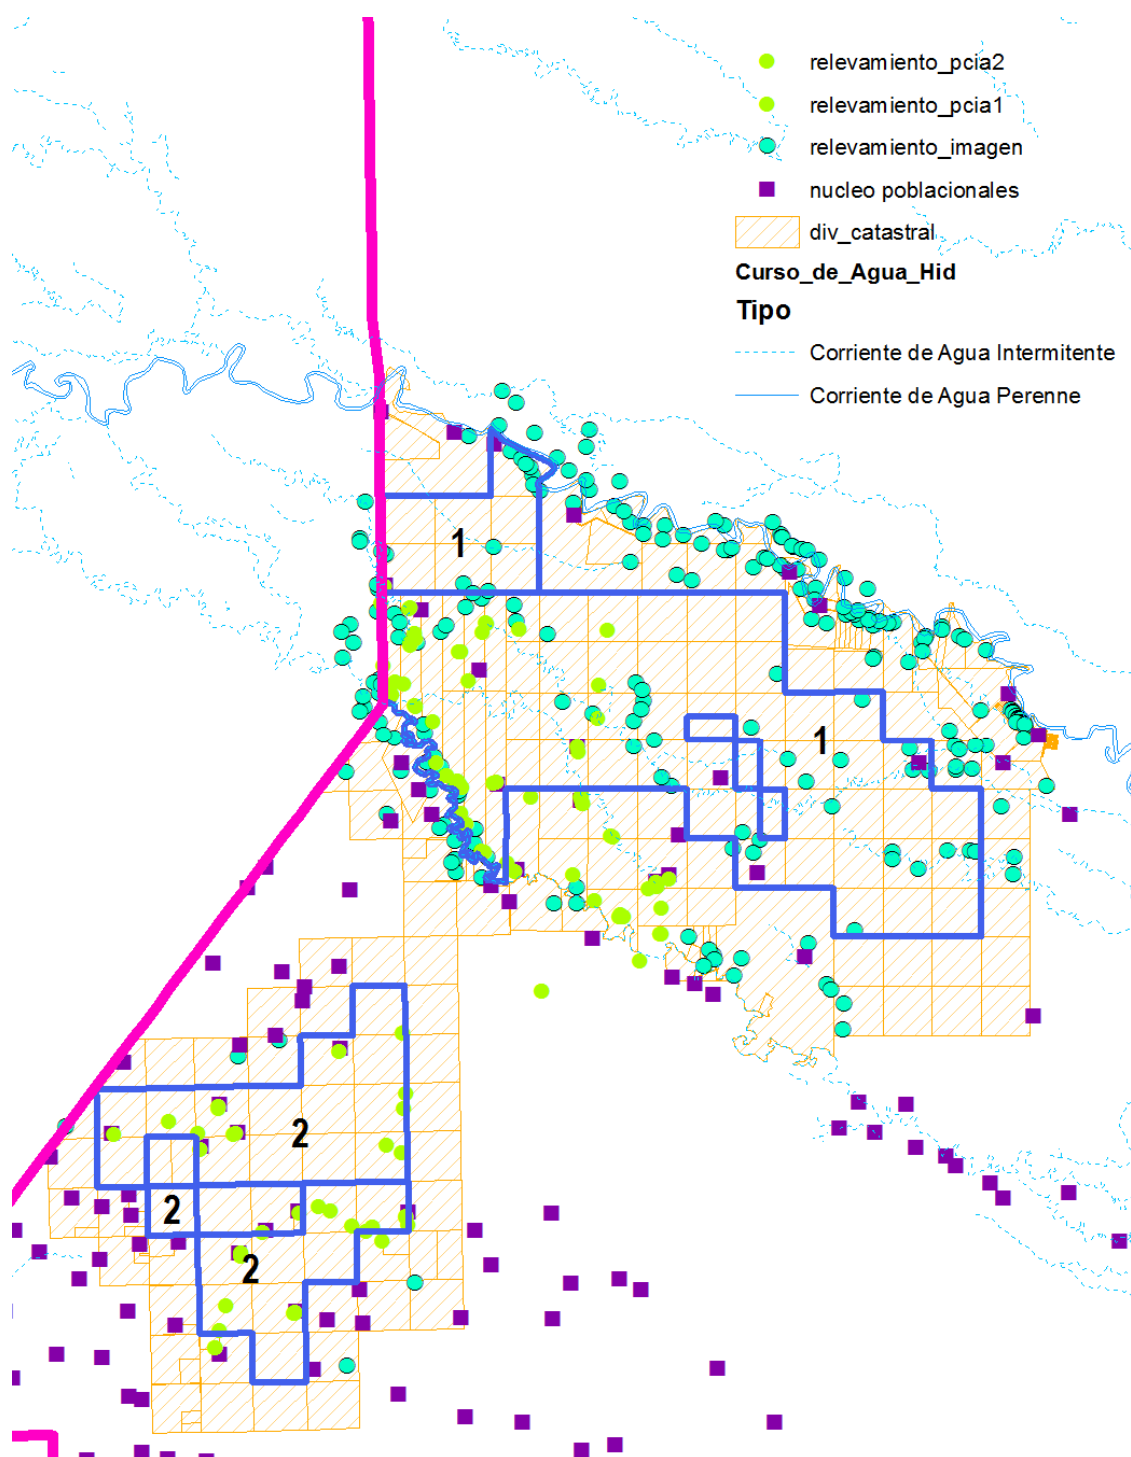 relevamiento_pcia2
relevamiento_pcia1
relevamiento_imagen
nucleo poblacionales
div_catastral
Curso_de_Agua_Hid
Tipo
Corriente de Agua Intermitente
Corriente de Agua Perenne
1
1
2
2
2